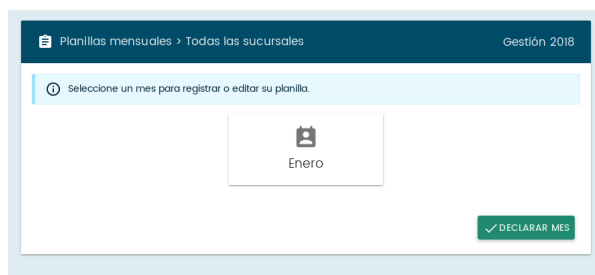 Planillas mensuales > Todas las sucursales
Gestión 2018
Seleccione un mes para registrar o editar su planilla.
Enero
DECLARAR MES